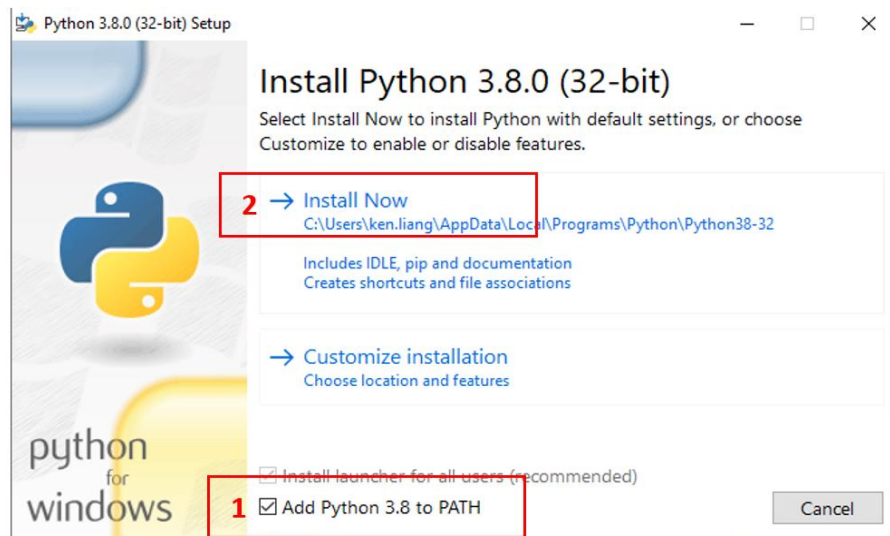 Python 3.8.0 (32-bit) Setup
Install Python 3.8.0 (32-bit)
Select Install Now to install Python with default settings, or choose
Customize to enable or disable features.
2 → Install Now
C:\Users\ken.liang\AppData\Local\Programs\Python\Python38-32
Includes IDLE, pip and documentation
Creates shortcuts and file associations
→ Customize installation
Choose location and features
python
for
windows
Install launcher for all users (recommended)
1 Add Python 3.8 to PATH
Cancel